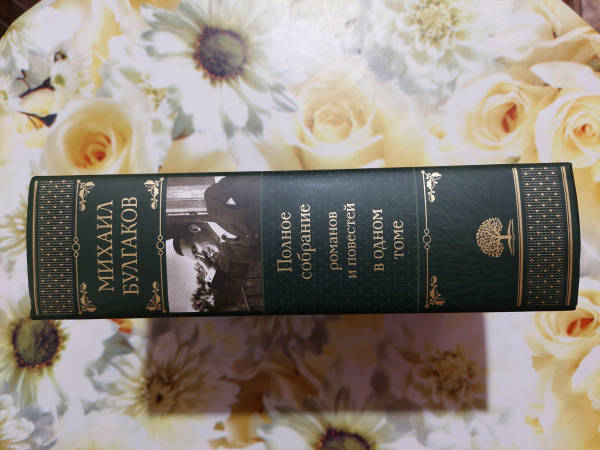 МИХАИЛ
БУЛГАКОВ
Полное
собрание
романов
и повестей
в одном
томе